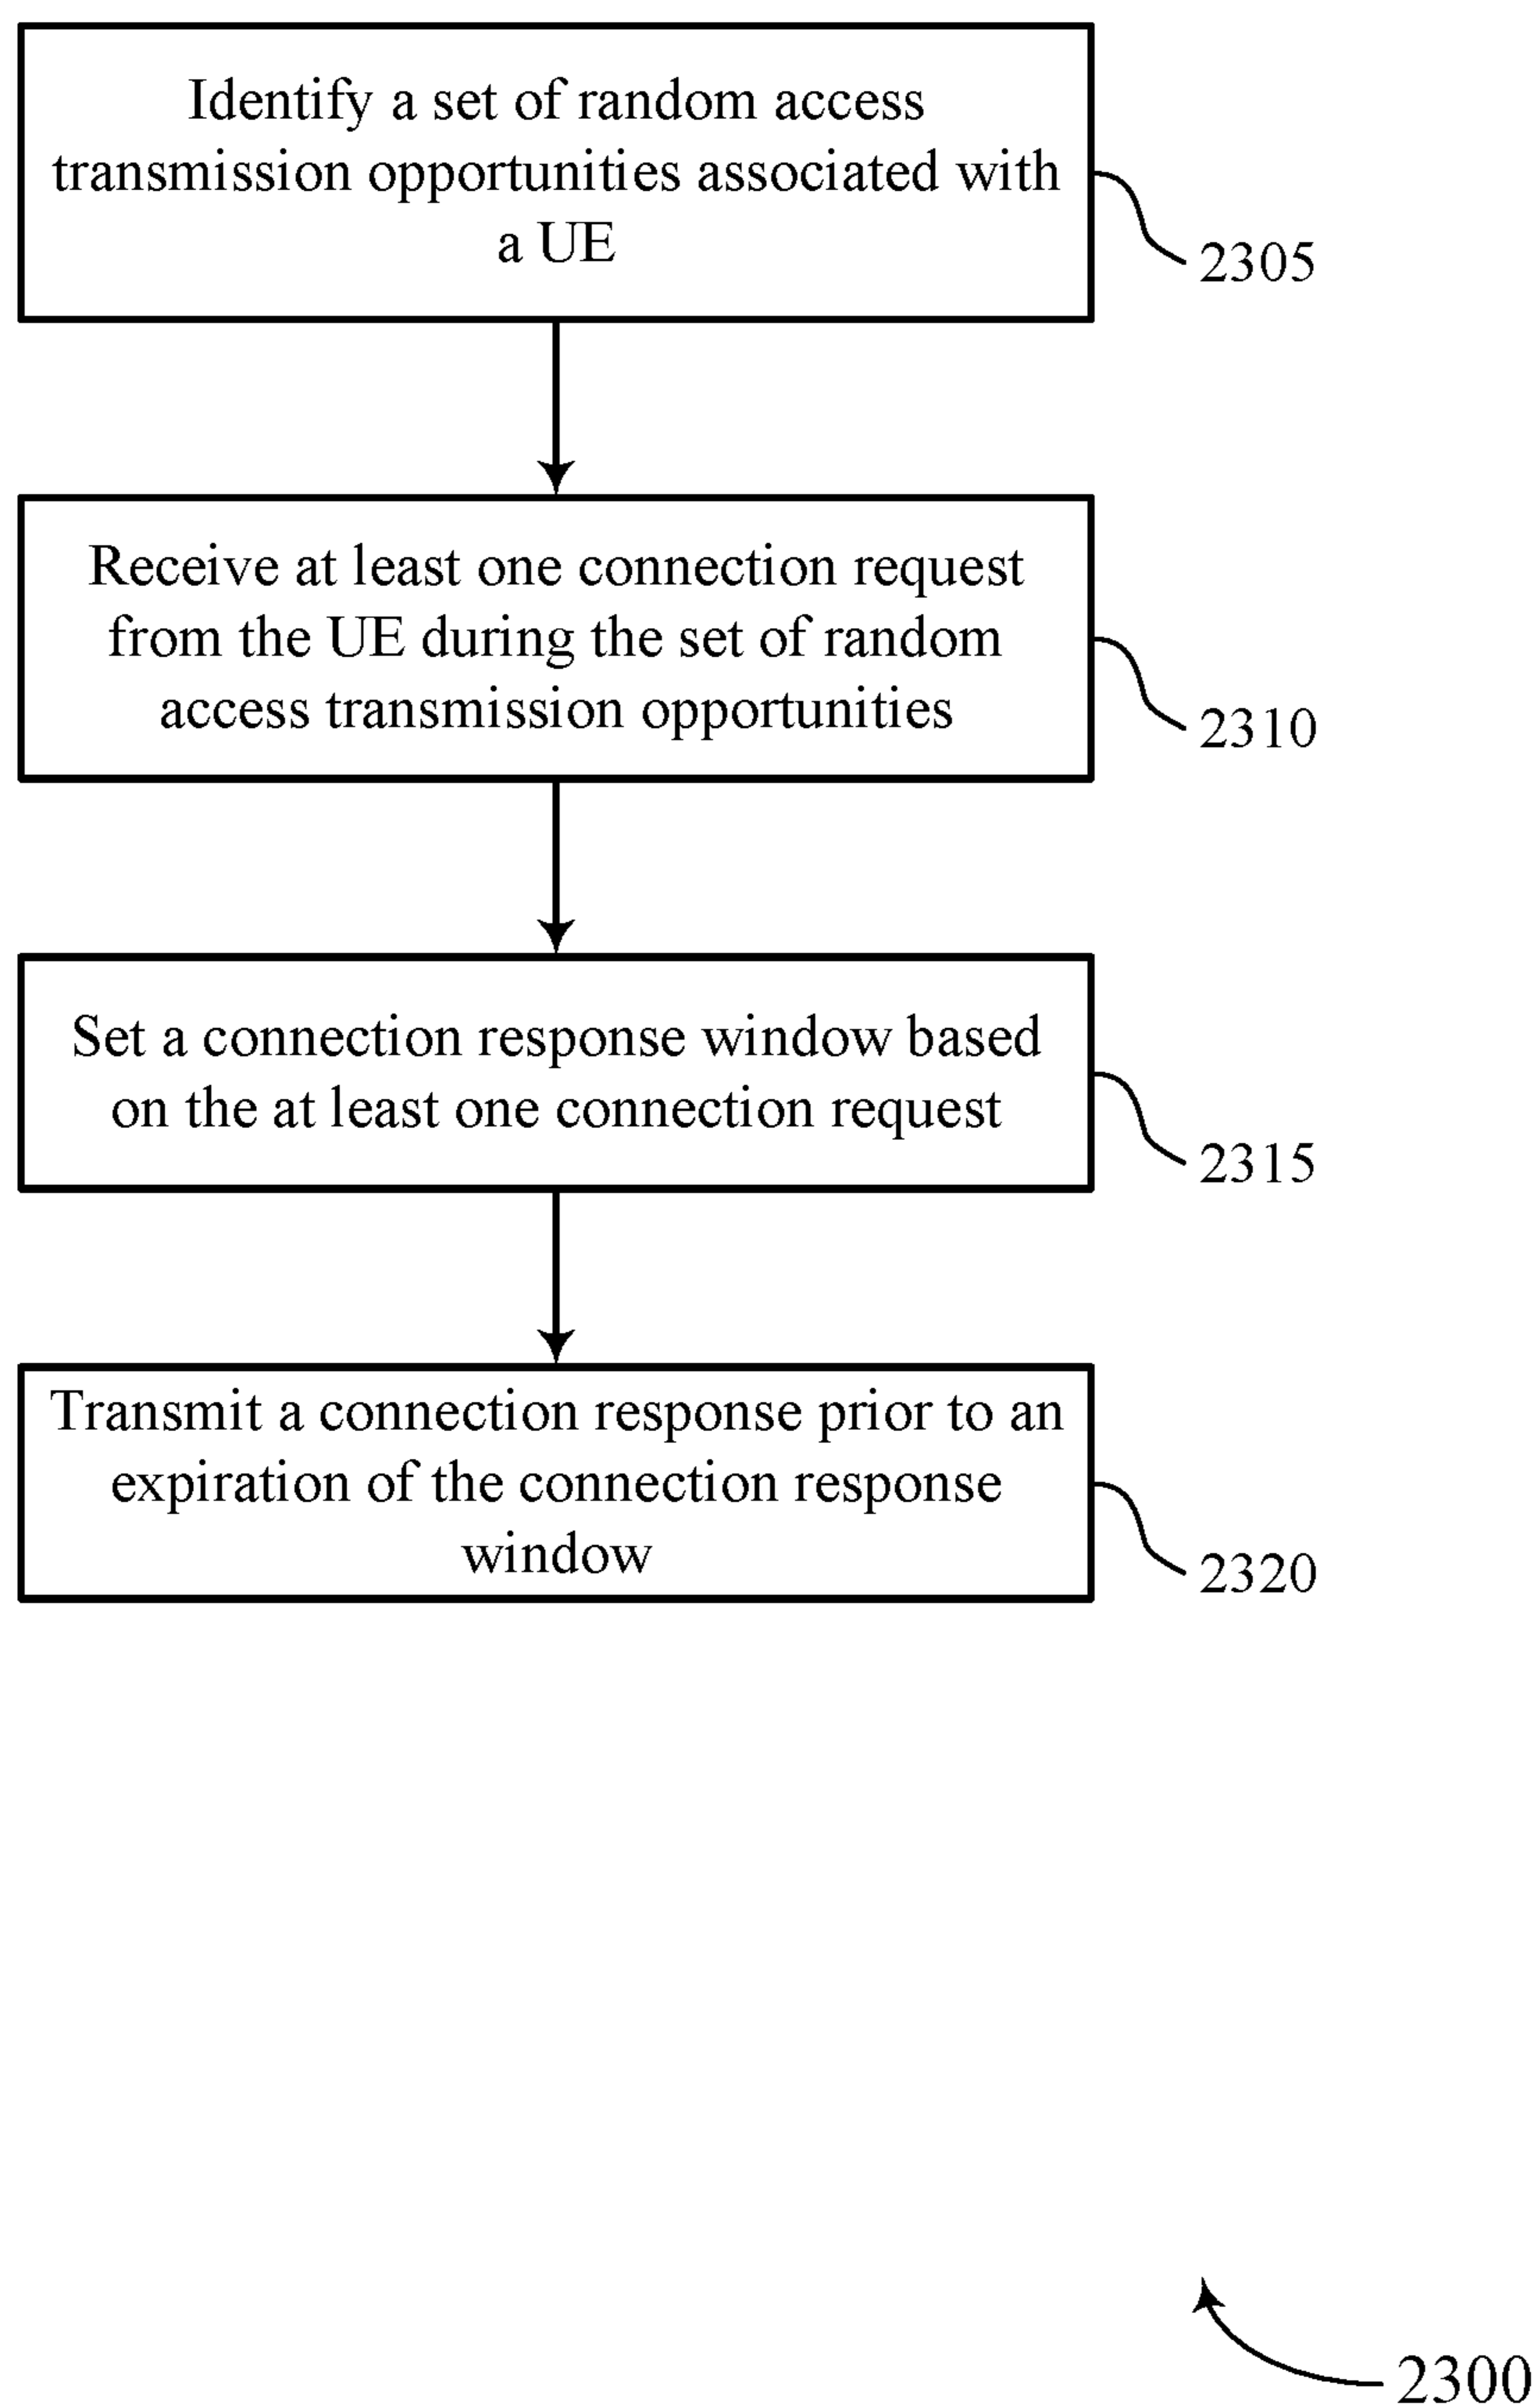 Identify a set of random access
transmission opportunities associated with
a UE
2305
Receive at least one connection request
from the UE during the set of random
access transmission opportunities
2310
Set a connection response window based
on the at least one connection request
2315
Transmit a connection response prior to an
expiration of the connection response
window
2320
2300